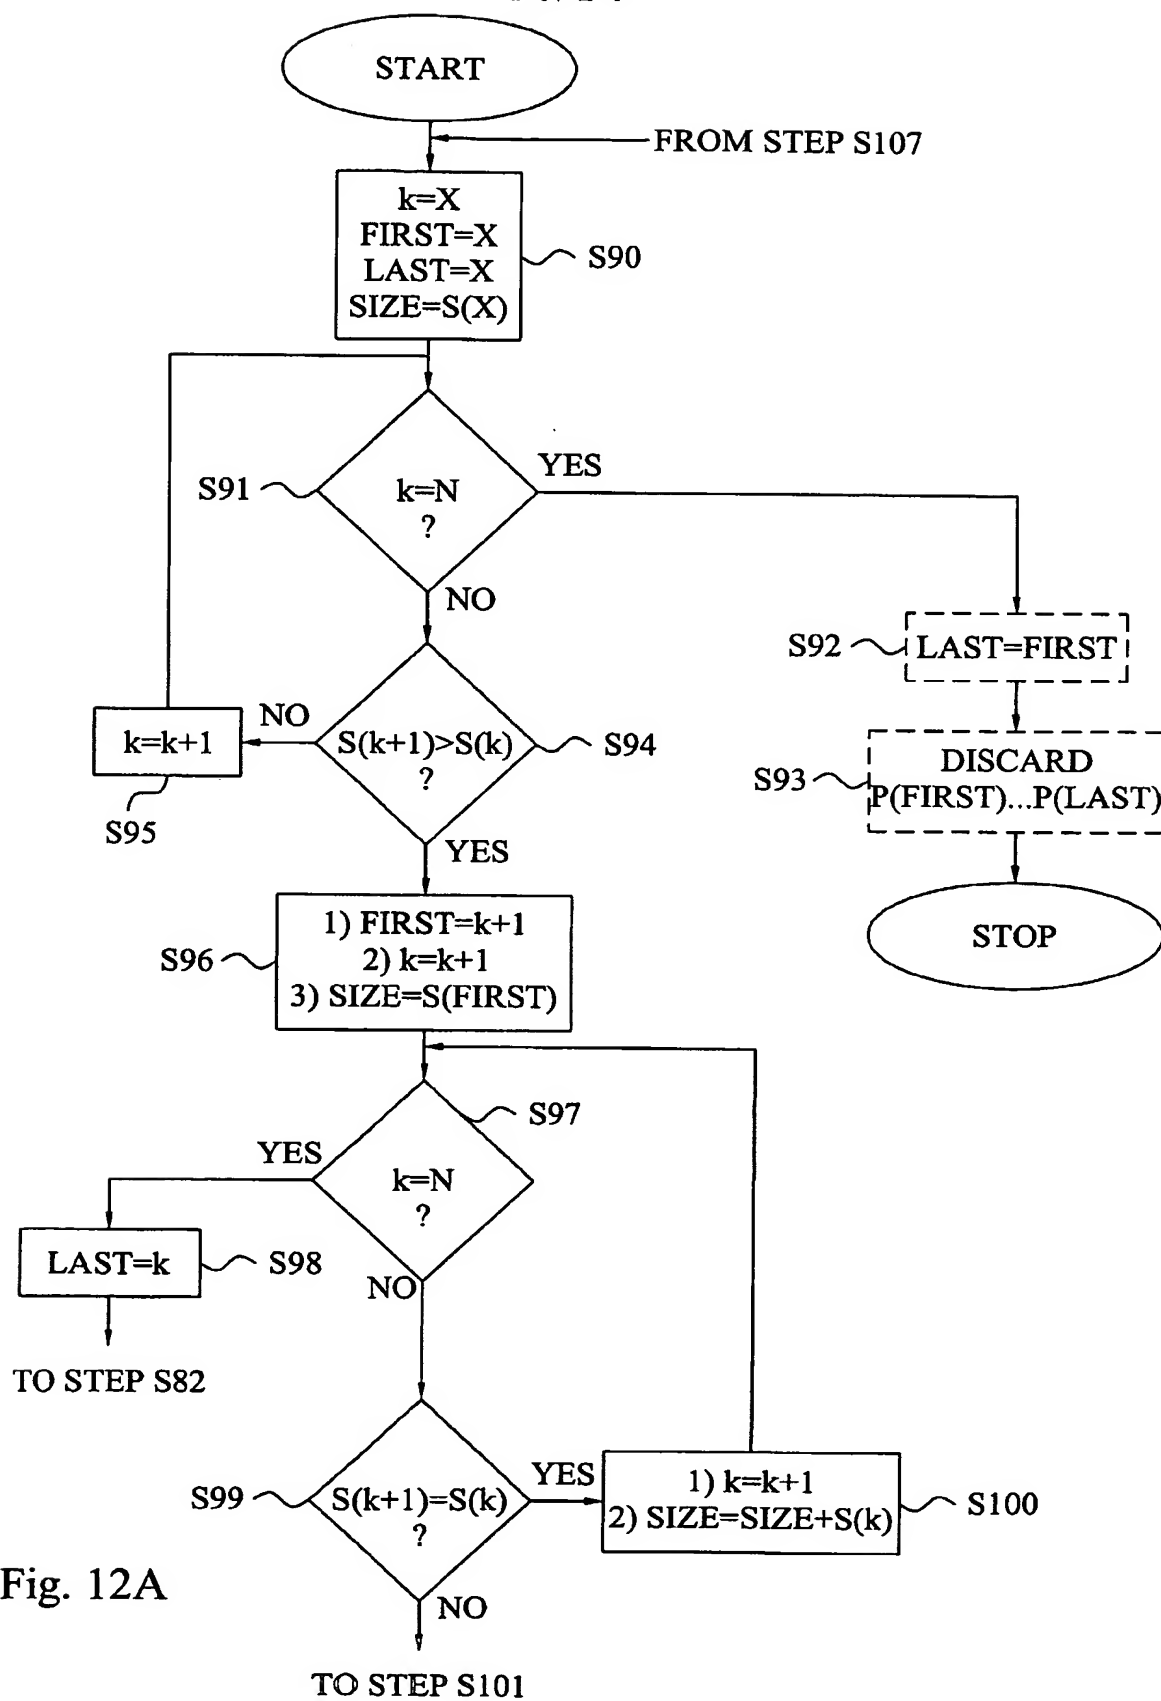 START
FROM STEP S107
k=X
FIRST=X
LAST=X
SIZE=S(X)
S90
S91
k=N
?
YES
NO
S92
LAST=FIRST
k=k+1
NO
S(k+1)>S(k)
?
S94
S93
DISCARD
P(FIRST)...P(LAST)
S95
YES
STOP
S96
1) FIRST=k+1
2) k=k+1
3) SIZE=S(FIRST)
S97
YES
k=N
?
LAST=k
S98
NO
TO STEP S82
S99
S(k+1)=S(k)
?
YES
1) k=k+1
2) SIZE=SIZE+S(k)
S100
Fig. 12A
NO
TO STEP S101